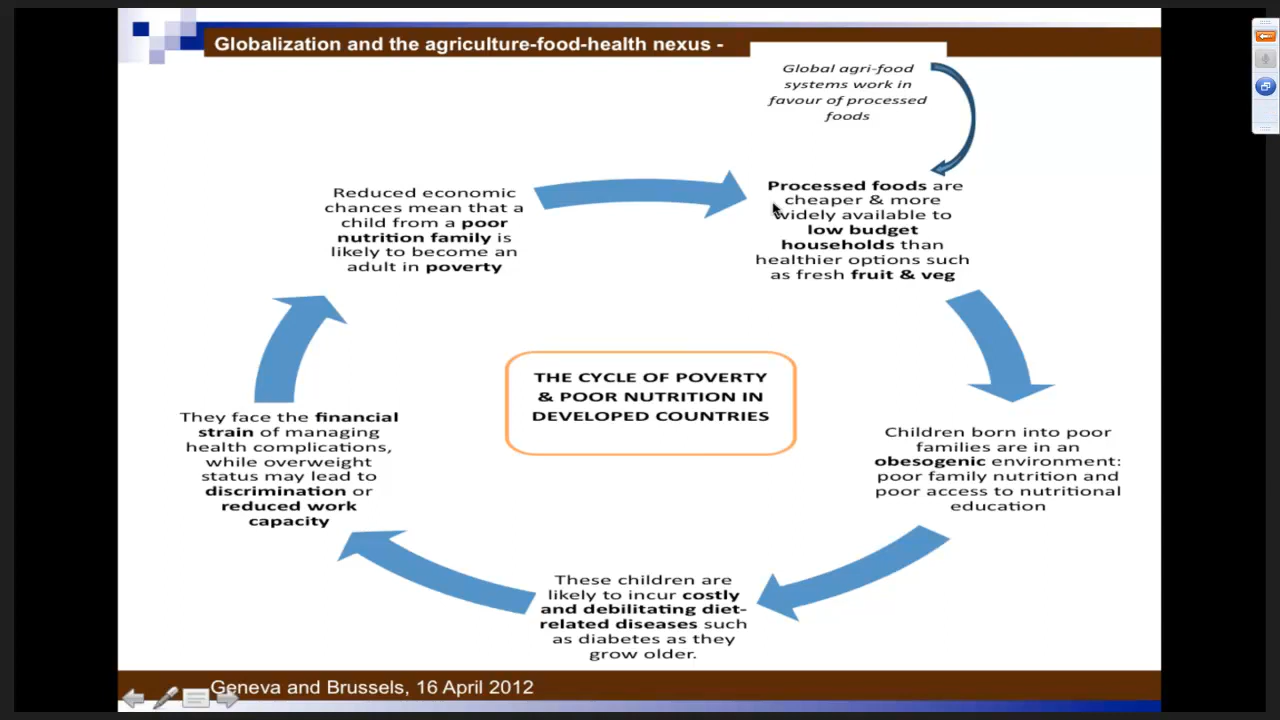 Globalization and the agriculture-food-health nexus -
Global agri-food
systems work in
favour of processed
foods
Processed foods are
cheaper & more
widely available to
low budget
households than
healthier options such
as fresh fruit & veg
Children born into poor
families are in an
obesogenic environment:
poor family nutrition and
poor access to nutritional
education
These children are
likely to incur costly
and debilitating diet-
related diseases such
as diabetes as they
grow older.
They face the financial
strain of managing
health complications,
while overweight
status may lead to
discrimination or
reduced work
capacity
Reduced economic
chances mean that a
child from a poor
nutrition family is
likely to become an
adult in poverty
THE CYCLE OF POVERTY
& POOR NUTRITION IN
DEVELOPED COUNTRIES
Geneva and Brussels, 16 April 2012